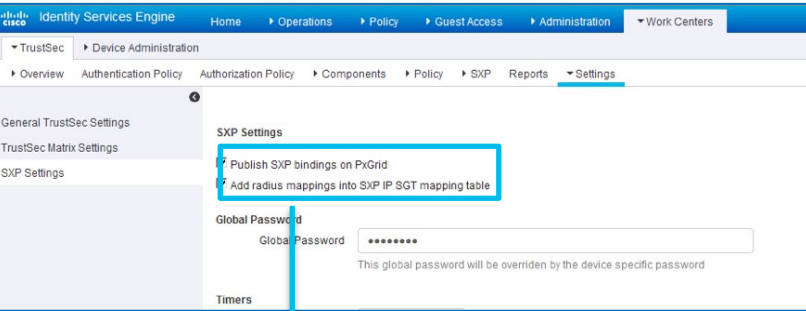 cisco Identity Services Engine Home Operations Policy Guest Access Administration Work Centers
TrustSec Device Administration
Overview Authentication Policy Authorization Policy Components Policy SXP Reports Settings
General TrustSec Settings
TrustSec Matrix Settings
SXP Settings
SXP Settings
Publish SXP bindings on PxGrid
Add radius mappings into SXP IP SGT mapping table
Global Password
Global Password ••••••••
This global password will be overriden by the device specific password
Timers